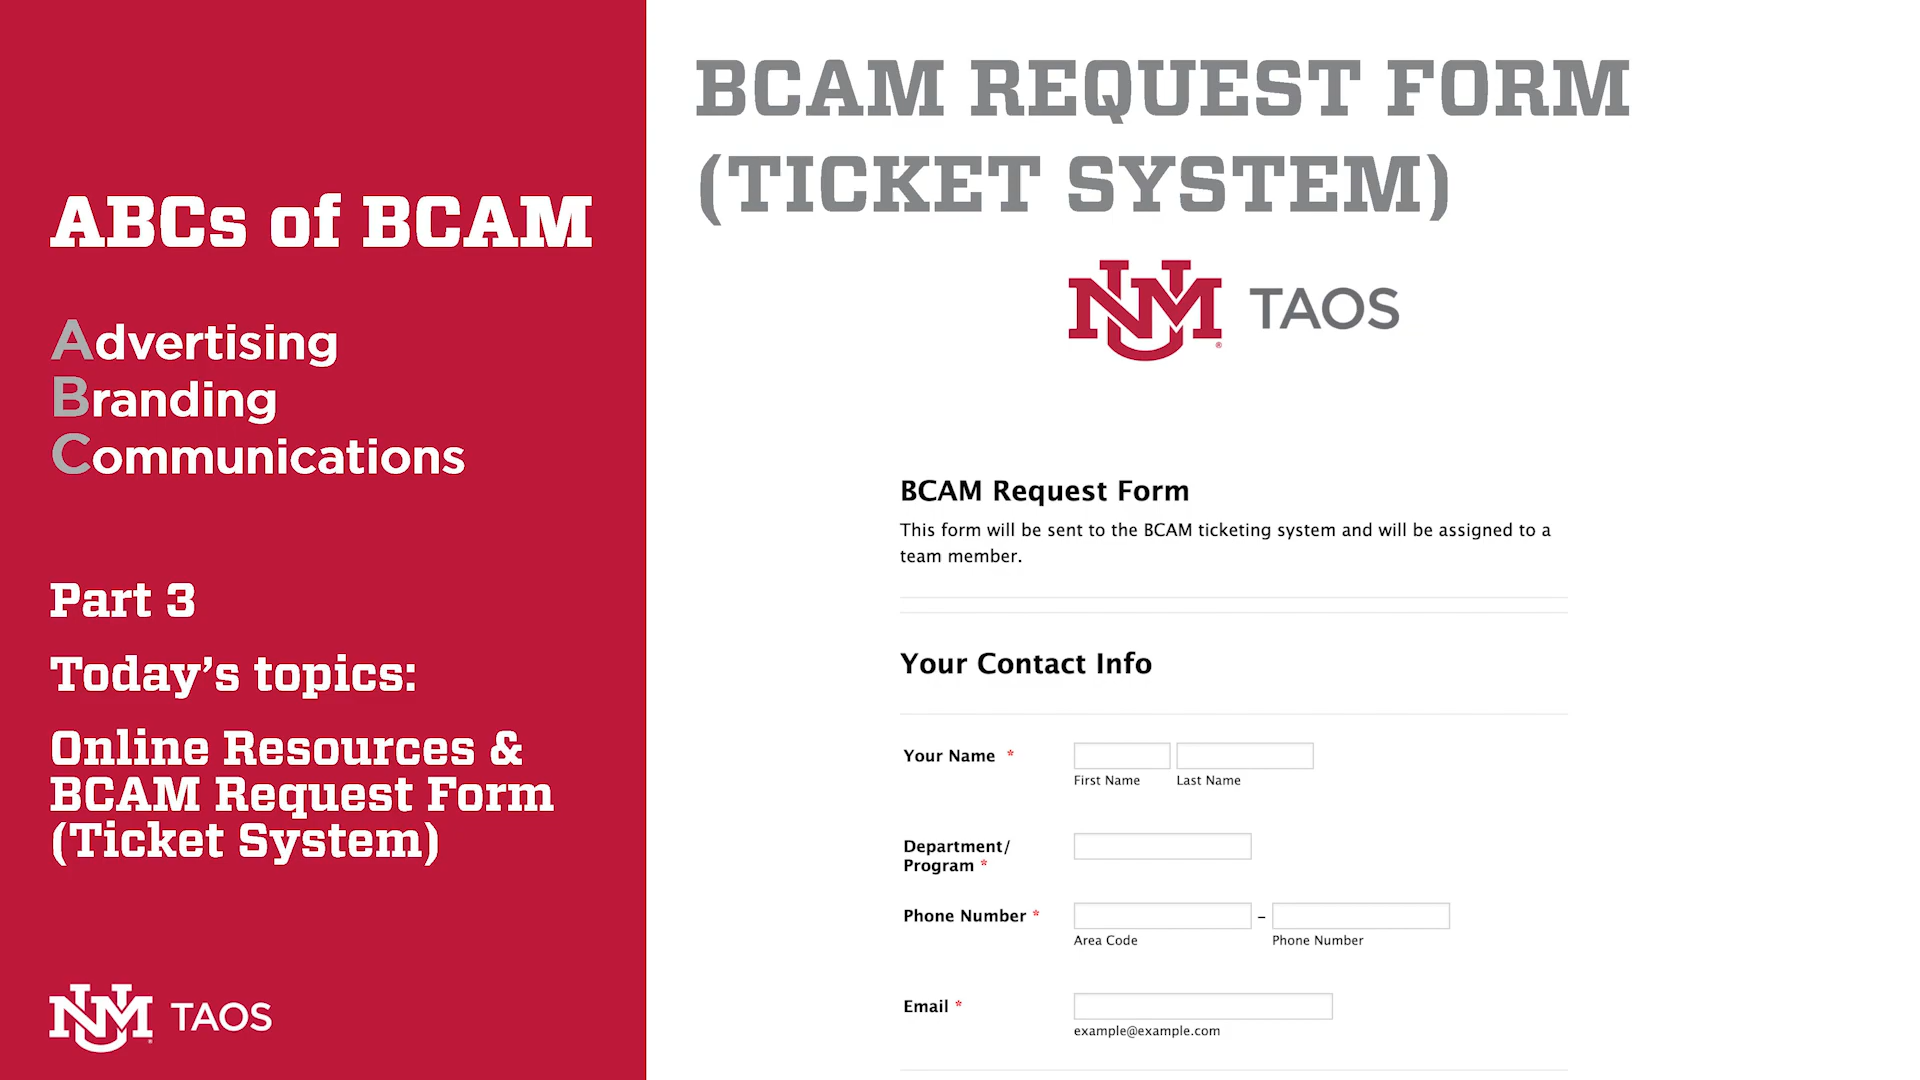 ABCs of BCAM
Advertising
Branding
Communications
Part 3
Today's topics:
Online Resources &
BCAM Request Form
(Ticket System)
UNM TAOS
BCAM REQUEST FORM
(TICKET SYSTEM)
UNM® TAOS
BCAM Request Form
This form will be sent to the BCAM ticketing system and will be assigned to a
team member.
Your Contact Info
Your Name *
First Name Last Name
Department/
Program *
Phone Number * –
Area Code Phone Number
Email *
example@example.com